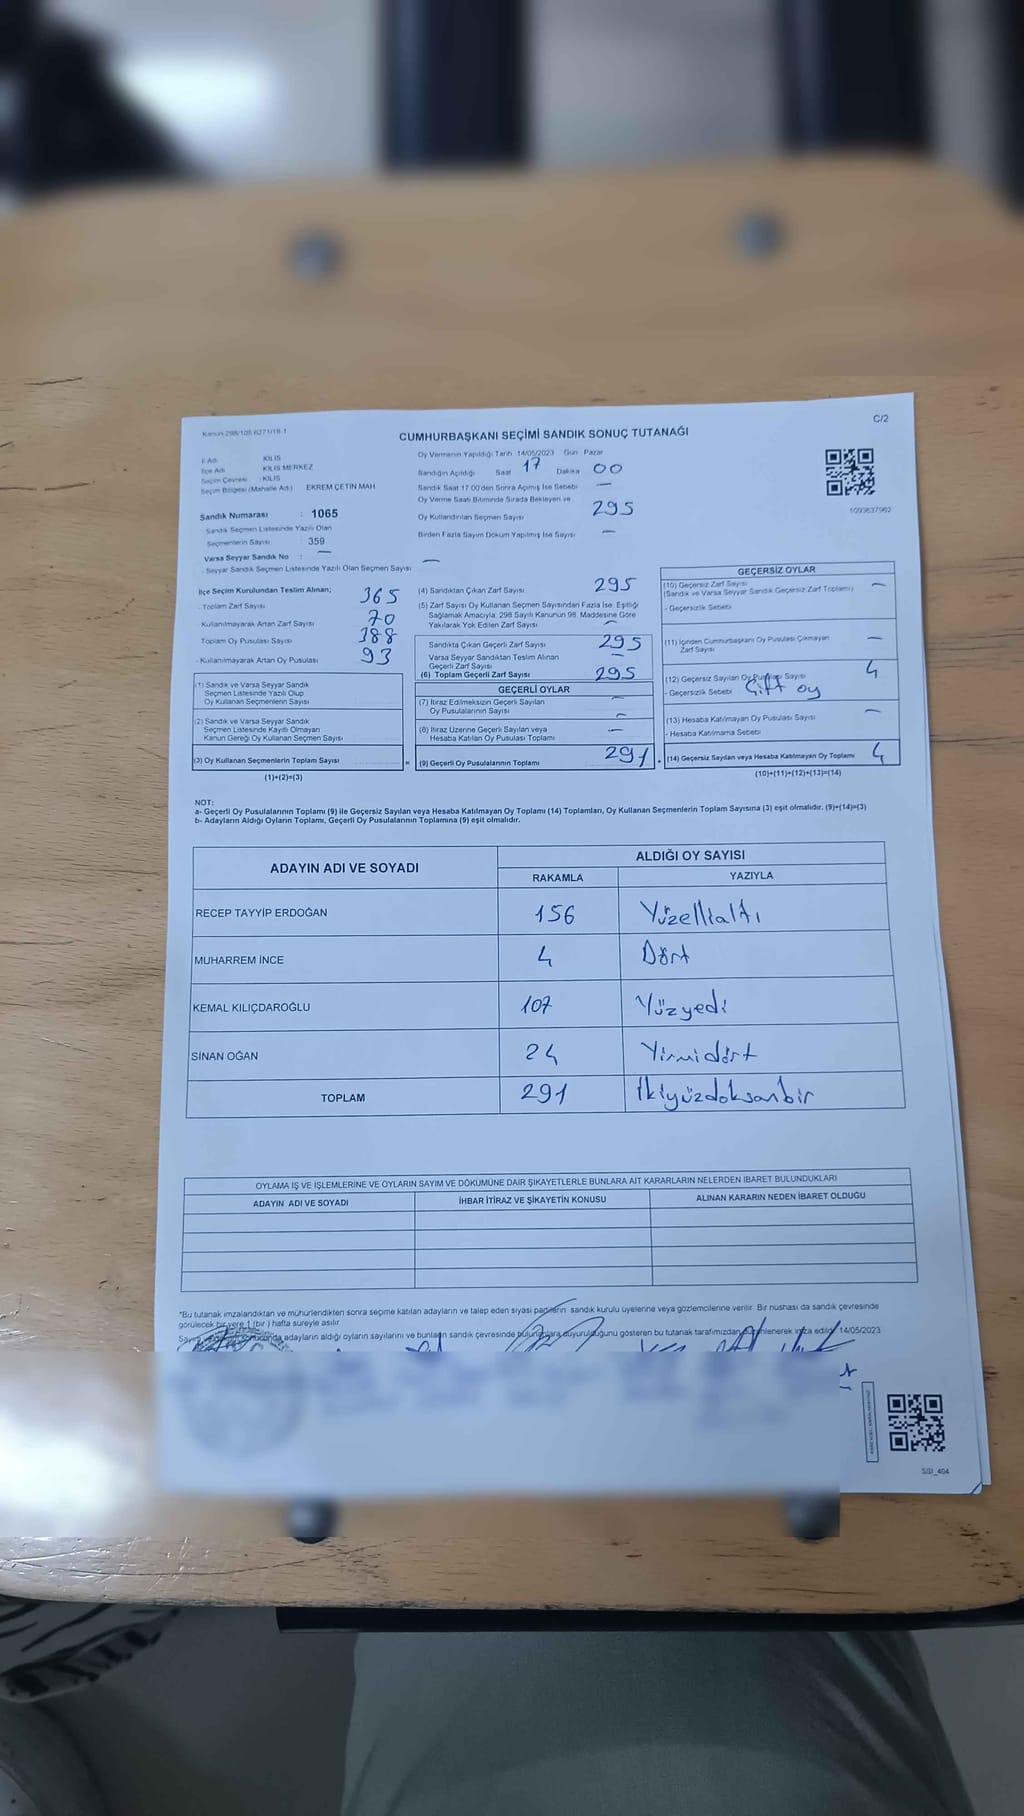 C/2
Kanun 298/105 6271/18-1
CUMHURBAŞKANI SEÇİMİ SANDIK SONUÇ TUTANAĞI
İl Adı KİLİS
İlçe Adı KİLİS MERKEZ
Seçim Çevresi : KİLİS
Seçim Bölgesi (Mahalle Adı) EKREM ÇETİN MAH
Sandık Numarası : 1065
Sandık Seçmen Listesinde Yazılı Olan
Seçmenlerin Sayısı 359
Varsa Seyyar Sandık No : —
- Seyyar Sandık Seçmen Listesinde Yazılı Olan Seçmen Sayısı —
Oy Vermenin Yapıldığı Tarih 14/05/2023 Gün Pazar
Sandığın Açıldığı Saat 17 Dakika 00
Sandık Saat 17.00'den Sonra Açımış İse Sebebi —
Oy Verme Saati Bitiminde Sırada Bekleyen ve
Oy Kullandırılan Seçmen Sayısı 295
Birden Fazla Sayım Döküm Yapılmış İse Sayısı —
1093637962
İlçe Seçim Kurulundan Teslim Alınan;
- Toplam Zarf Sayısı 365
Kullanılmayarak Artan Zarf Sayısı 70
Toplam Oy Pusulası Sayısı 388
- Kullanılmayarak Artan Oy Pusulası 93
(1) Sandık ve Varsa Seyyar Sandık
Seçmen Listesinde Yazılı Olup
Oy Kullanan Seçmenlerin Sayısı
(2) Sandık ve Varsa Seyyar Sandık
Seçmen Listesinde Kayıtlı Olmayan
Kanun Gereği Oy Kullanan Seçmen Sayısı
(3) Oy Kullanan Seçmenlerin Toplam Sayısı =
(1)+(2)=(3)
(4) Sandıktan Çıkan Zarf Sayısı 295
(5) Zarf Sayısı Oy Kullanan Seçmen Sayısından Fazla İse, Eşitliği
Sağlamak Amacıyla; 298 Sayılı Kanunun 98. Maddesine Göre
Yakılarak Yok Edilen Zarf Sayısı —
Sandıkta Çıkan Geçerli Zarf Sayısı 295
Varsa Seyyar Sandıktan Teslim Alınan —
Geçerli Zarf Sayısı
(6) Toplam Geçerli Zarf Sayısı 295
GEÇERLİ OYLAR
(7) İtiraz Edilmeksizin Geçerli Sayılan —
Oy Pusulalarının Sayısı —
(8) İtiraz Üzerine Geçerli Sayılan veya —
Hesaba Katılan Oy Pusulası Toplamı
(9) Geçerli Oy Pusulalarının Toplamı 291
GEÇERSİZ OYLAR
(10) Geçersiz Zarf Sayısı —
(Sandık ve Varsa Seyyar Sandık Geçersiz Zarf Toplamı)
- Geçersizlik Sebebi
(11) İçinden Cumhurbaşkanı Oy Pusulası Çıkmayan —
Zarf Sayısı
(12) Geçersiz Sayılan Oy Pusulası Sayısı 4
- Geçersizlik Sebebi Çift oy
(13) Hesaba Katılmayan Oy Pusulası Sayısı —
- Hesaba Katılmama Sebebi
(14) Geçersiz Sayılan veya Hesaba Katılmayan Oy Toplamı 4
(10)+(11)+(12)+(13)=(14)
NOT:
a- Geçerli Oy Pusulalarının Toplamı (9) ile Geçersiz Sayılan veya Hesaba Katılmayan Oy Toplamı (14) Toplamları, Oy Kullanan Seçmenlerin Toplam Sayısına (3) eşit olmalıdır. (9)+(14)=(3)
b- Adayların Aldığı Oyların Toplamı, Geçerli Oy Pusulalarının Toplamına (9) eşit olmalıdır.
ADAYIN ADI VE SOYADI
ALDIĞI OY SAYISI
RAKAMLA YAZIYLA
RECEP TAYYİP ERDOĞAN 156 Yüzellialtı
MUHARREM İNCE 4 Dört
KEMAL KILIÇDAROĞLU 107 Yüzyedi
SİNAN OĞAN 24 Yirmidört
TOPLAM 291 İkiyüzdoksanbir
OYLAMA İŞ VE İŞLEMLERİNE VE OYLARIN SAYIM VE DÖKÜMÜNE DAİR ŞİKAYETLERLE BUNLARA AİT KARARLARIN NELERDEN İBARET BULUNDUKLARI
ADAYIN ADI VE SOYADI İHBAR İTİRAZ VE ŞİKAYETİN KONUSU ALINAN KARARIN NEDEN İBARET OLDUĞU
*Bu tutanak imzalandıktan ve mühürlendikten sonra seçime katılan adayların ve talep eden siyasi partilerin sandık kurulu üyelerine veya gözlemcilerine verilir. Bir nüshası da sandık çevresinde
görülecek bir yere 1 (bir ) hafta süreyle asılır.
adayların aldığı oyların sayılarını ve bunların sandık çevresinde duyurulduğunu gösteren bu tutanak tarafımızdan düzenlenerek imza edildi. 14/05/2023
SSI_404